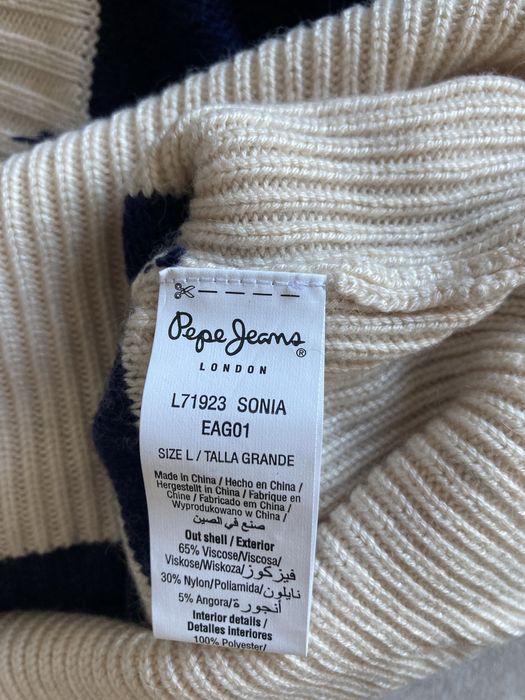 Pepe Jeans®
LONDON
L71923 SONIA
EAG01
SIZE L / TALLA GRANDE
Made in China / Hecho en China /
Hergestellt in China / Fabrique en
Chine / Fabricado em China /
Wyprodukowano w China /
صنع في الصين
Out shell / Exterior
65% Viscose/Viscosa/
Viskose/Wiskoza/فيزكوز
30% Nylon/Poliamida/نايلون
5% Angora/أنجورة
Interior details /
Detalles interiores
100% Polyester/